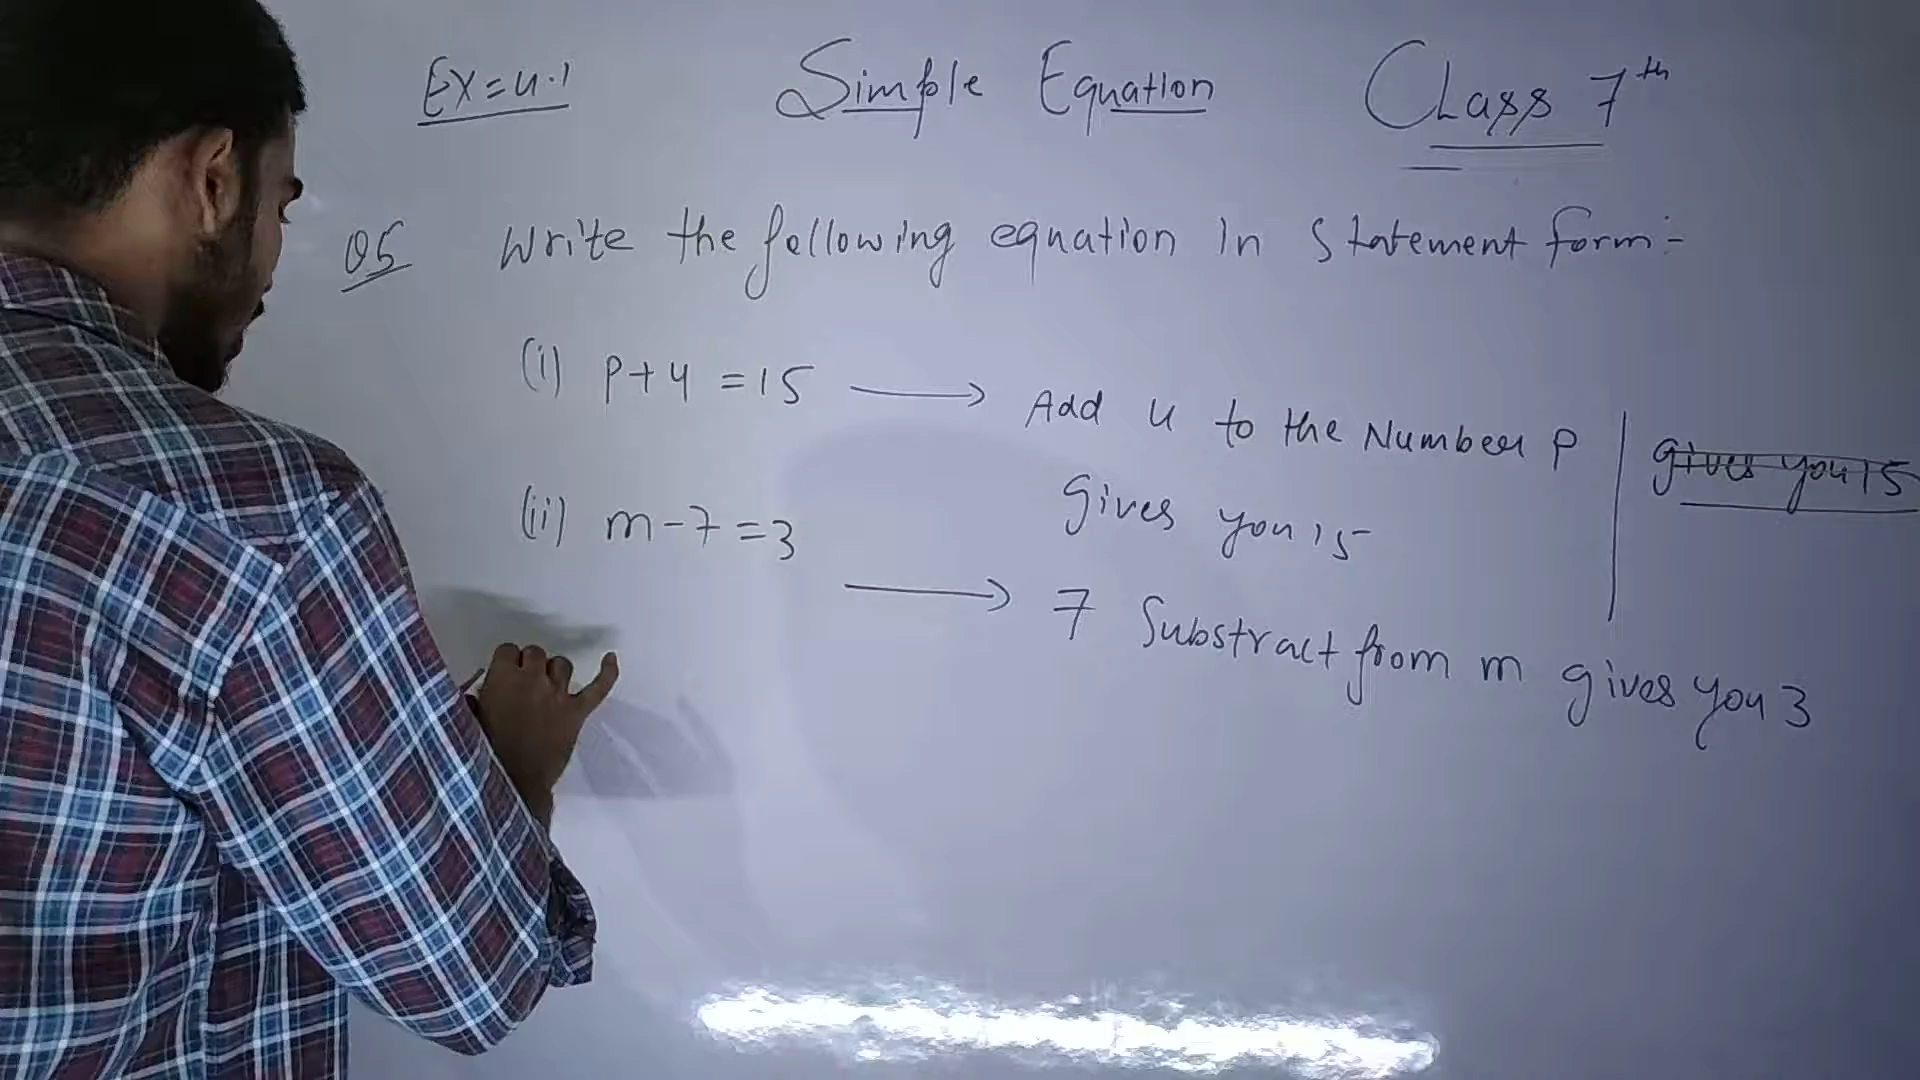 Ex = 4.1 Simple Equation Class 7th
Q5 Write the following equation in statement form:-
(i) p+4 = 15 → Add 4 to the Number p gives you 15
gives you 15
(ii) m-7 = 3
→ 7 Substract from m gives you 3